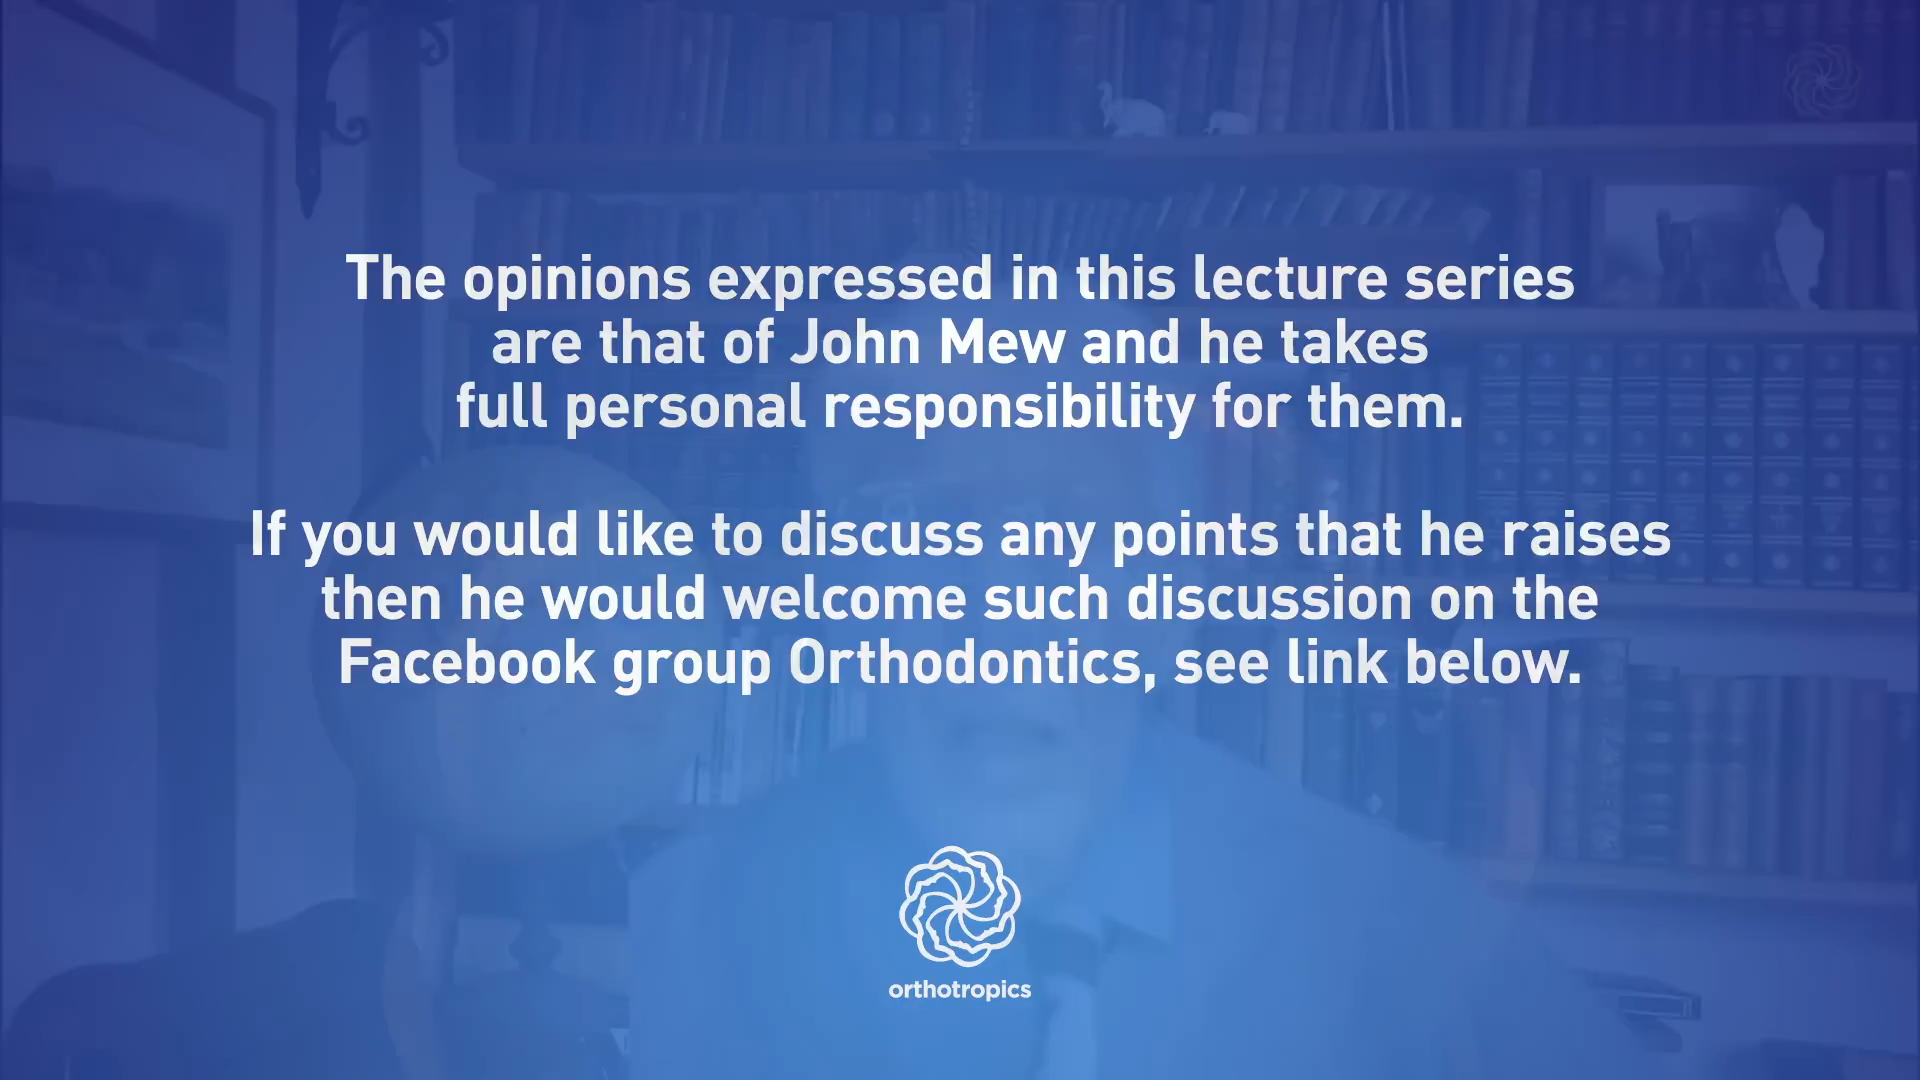 The opinions expressed in this lecture series
are that of John Mew and he takes
full personal responsibility for them.
If you would like to discuss any points that he raises
then he would welcome such discussion on the
Facebook group Orthodontics, see link below.
orthotropics